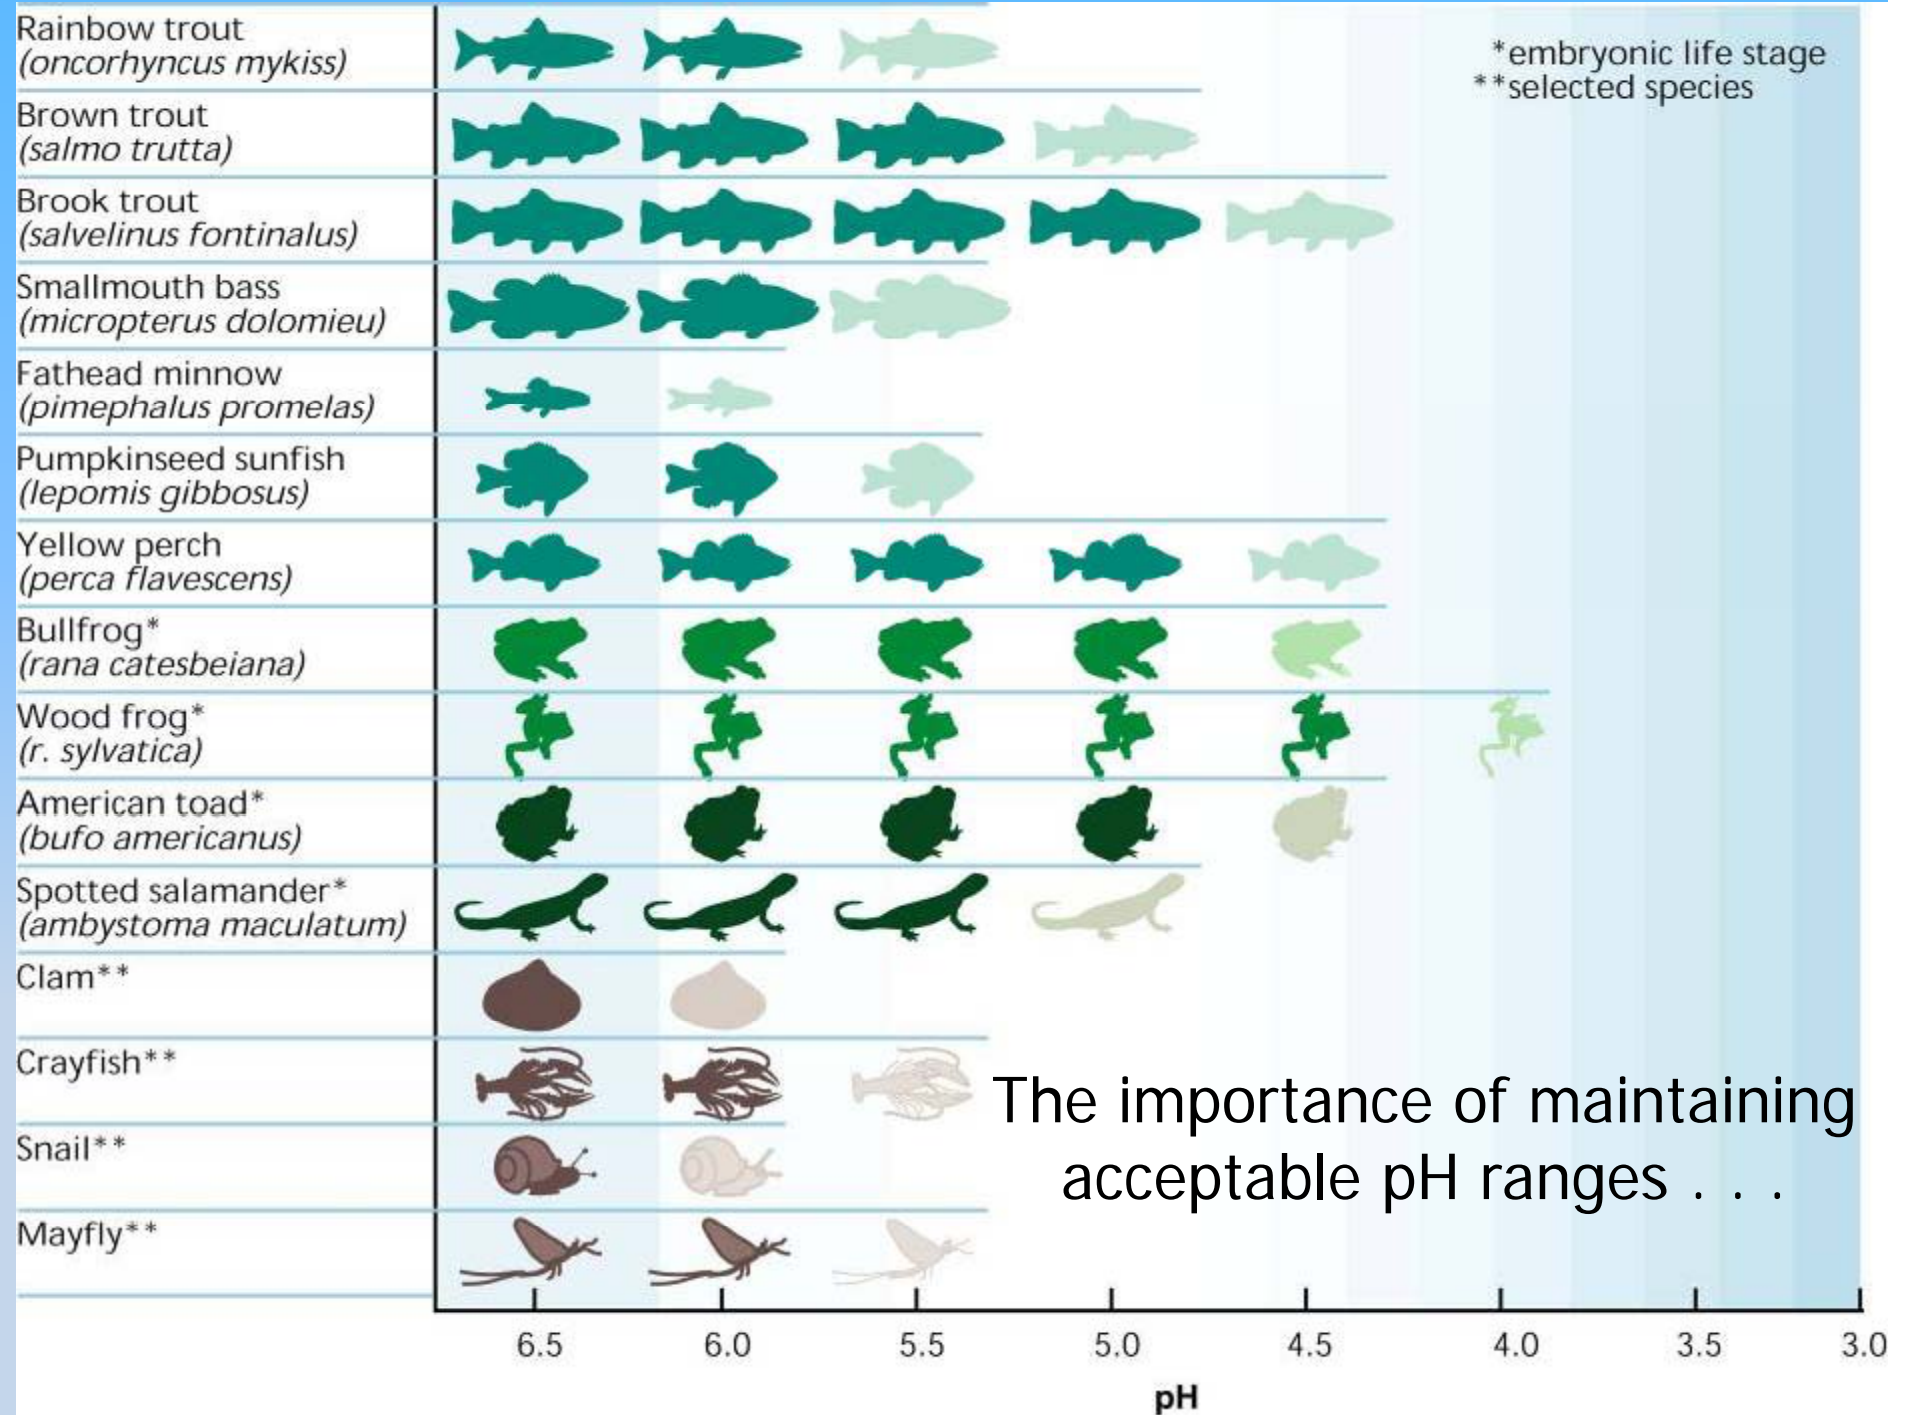 Rainbow trout
(oncorhyncus mykiss)
*embryonic life stage
**selected species
Brown trout
(salmo trutta)
Brook trout
(salvelinus fontinalus)
Smallmouth bass
(micropterus dolomieu)
Fathead minnow
(pimephalus promelas)
Pumpkinseed sunfish
(lepomis gibbosus)
Yellow perch
(perca flavescens)
Bullfrog*
(rana catesbeiana)
Wood frog*
(r. sylvatica)
American toad*
(bufo americanus)
Spotted salamander*
(ambystoma maculatum)
Clam**
Crayfish**
Snail**
Mayfly**
The importance of maintaining
acceptable pH ranges . . .
6.5 6.0 5.5 5.0 4.5 4.0 3.5 3.0
pH